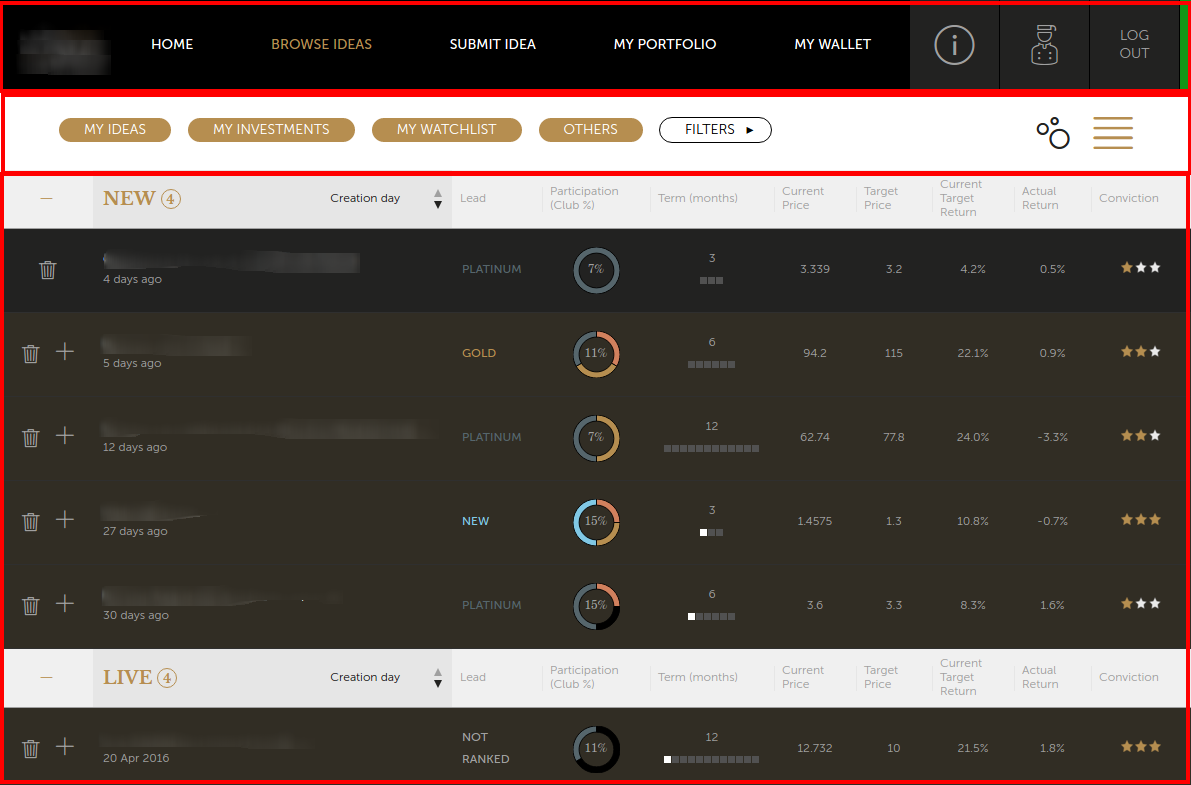 HOME BROWSE IDEAS SUBMIT IDEA MY PORTFOLIO MY WALLET i LOG
OUT
MY IDEAS MY INVESTMENTS MY WATCHLIST OTHERS FILTERS ►
NEW 4 Creation day Lead Participation (Club %) Term (months) Current Price Target Price Current Target Return Actual Return Conviction
PLATINUM 7% 3 3.339 3.2 4.2% 0.5%
4 days ago
GOLD 11% 6 94.2 115 22.1% 0.9%
5 days ago
PLATINUM 7% 12 62.74 77.8 24.0% -3.3%
12 days ago
NEW 15% 3 1.4575 1.3 10.8% -0.7%
27 days ago
PLATINUM 15% 6 3.6 3.3 8.3% 1.6%
30 days ago
LIVE 4 Creation day Lead Participation (Club %) Term (months) Current Price Target Price Current Target Return Actual Return Conviction
NOT RANKED 11% 12 12.732 10 21.5% 1.8%
20 Apr 2016